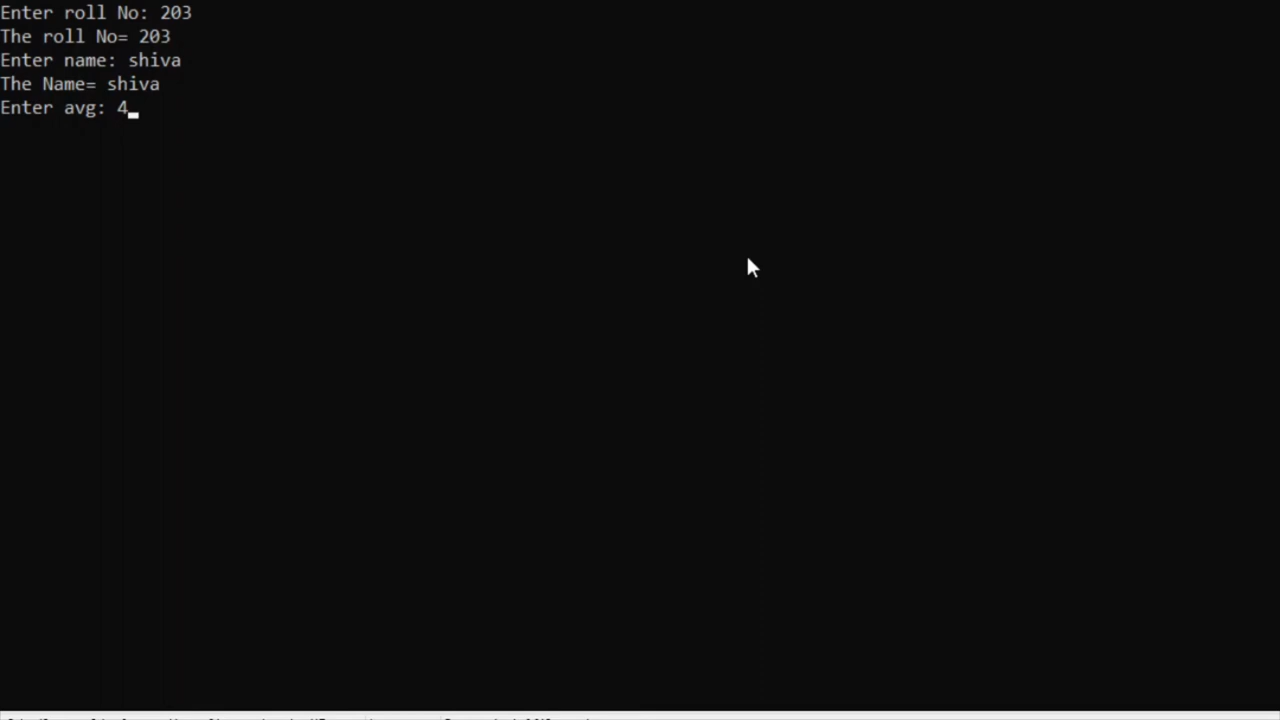 Enter roll No: 203
The roll No= 203
Enter name: shiva
The Name= shiva
Enter avg: 4